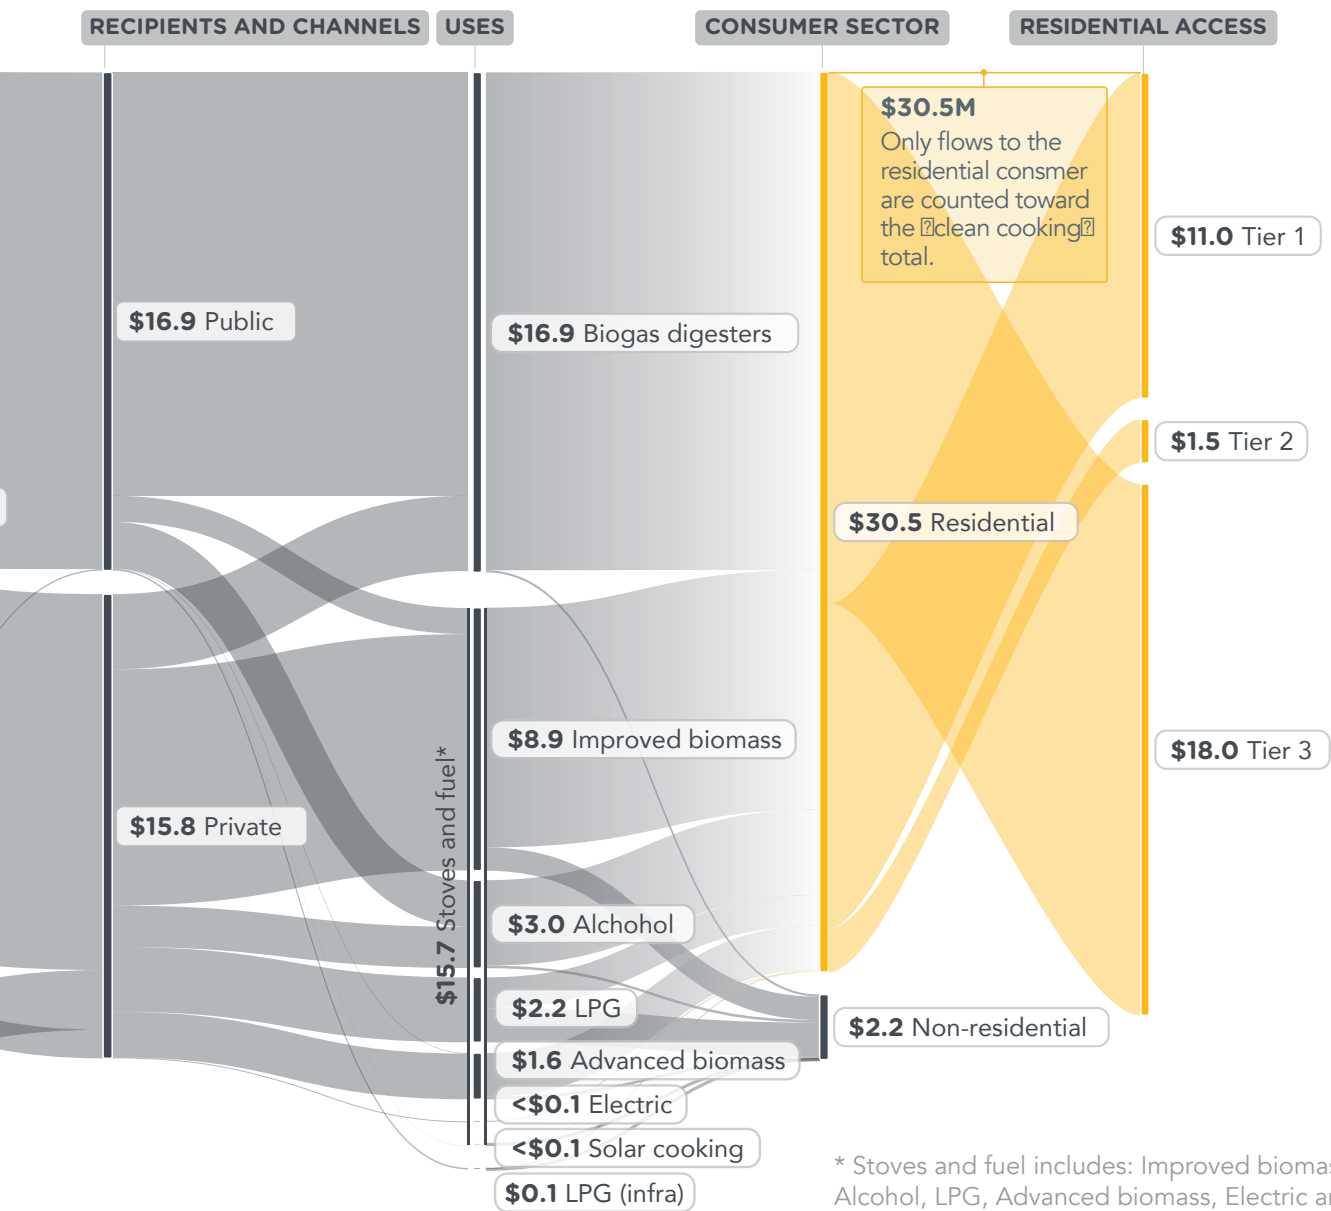 RECIPIENTS AND CHANNELS
USES
CONSUMER SECTOR
RESIDENTIAL ACCESS
$30.5M
Only flows to the
residential consmer
are counted toward
the clean cooking
total.
$16.9 Public
$15.8 Private
$16.9 Biogas digesters
$15.7 Stoves and fuel*
$8.9 Improved biomass
$3.0 Alchohol
$2.2 LPG
$1.6 Advanced biomass
<$0.1 Electric
<$0.1 Solar cooking
$0.1 LPG (infra)
$30.5 Residential
$2.2 Non-residential
$11.0 Tier 1
$1.5 Tier 2
$18.0 Tier 3
* Stoves and fuel includes: Improved biomas
Alcohol, LPG, Advanced biomass, Electric a